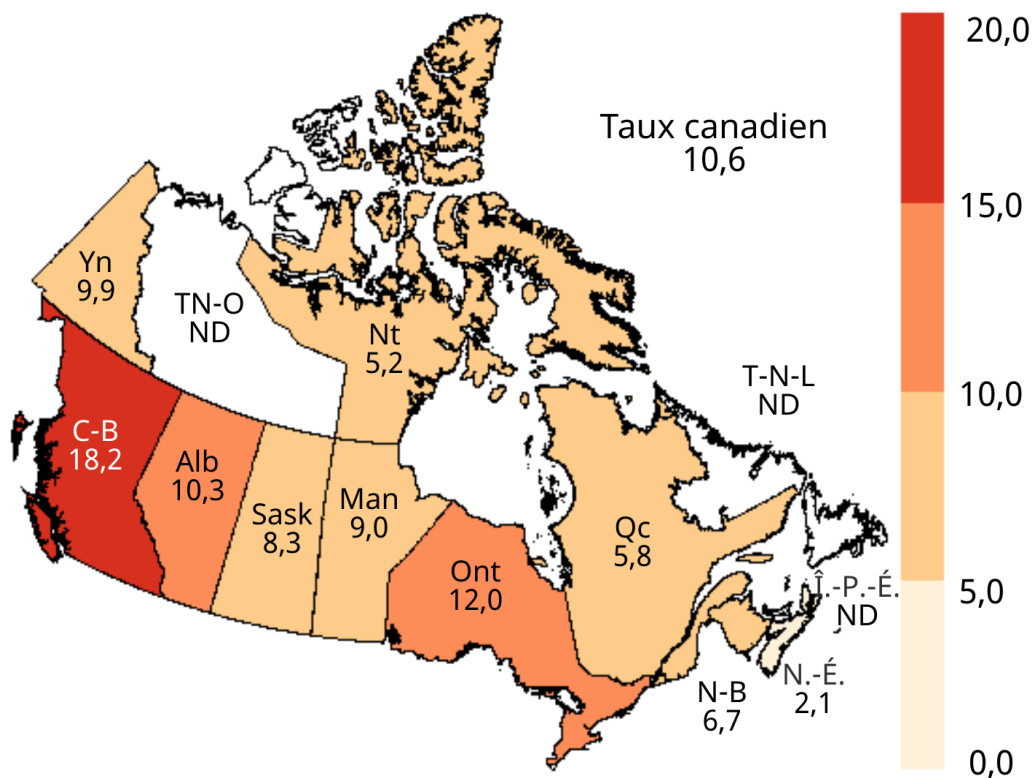 Taux canadien
10,6
20,0
15,0
10,0
5,0
0,0
Yn
9,9
TN-O
ND
Nt
5,2
T-N-L
ND
C-B
18,2
Alb
10,3
Sask
8,3
Man
9,0
Ont
12,0
Qc
5,8
Î.-P.-É.
ND
N.-É.
2,1
N-B
6,7